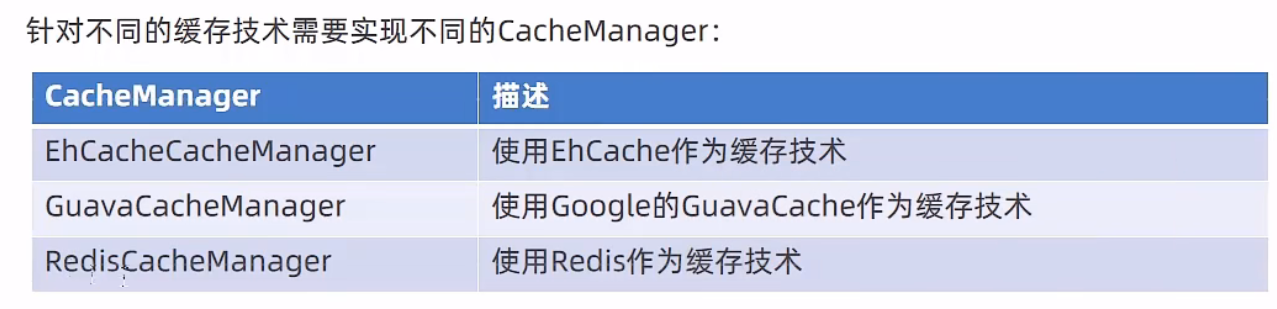 针对不同的缓存技术需要实现不同的CacheManager：
CacheManager 描述
EhCacheCacheManager 使用EhCache作为缓存技术
GuavaCacheManager 使用Google的GuavaCache作为缓存技术
RedisCacheManager 使用Redis作为缓存技术